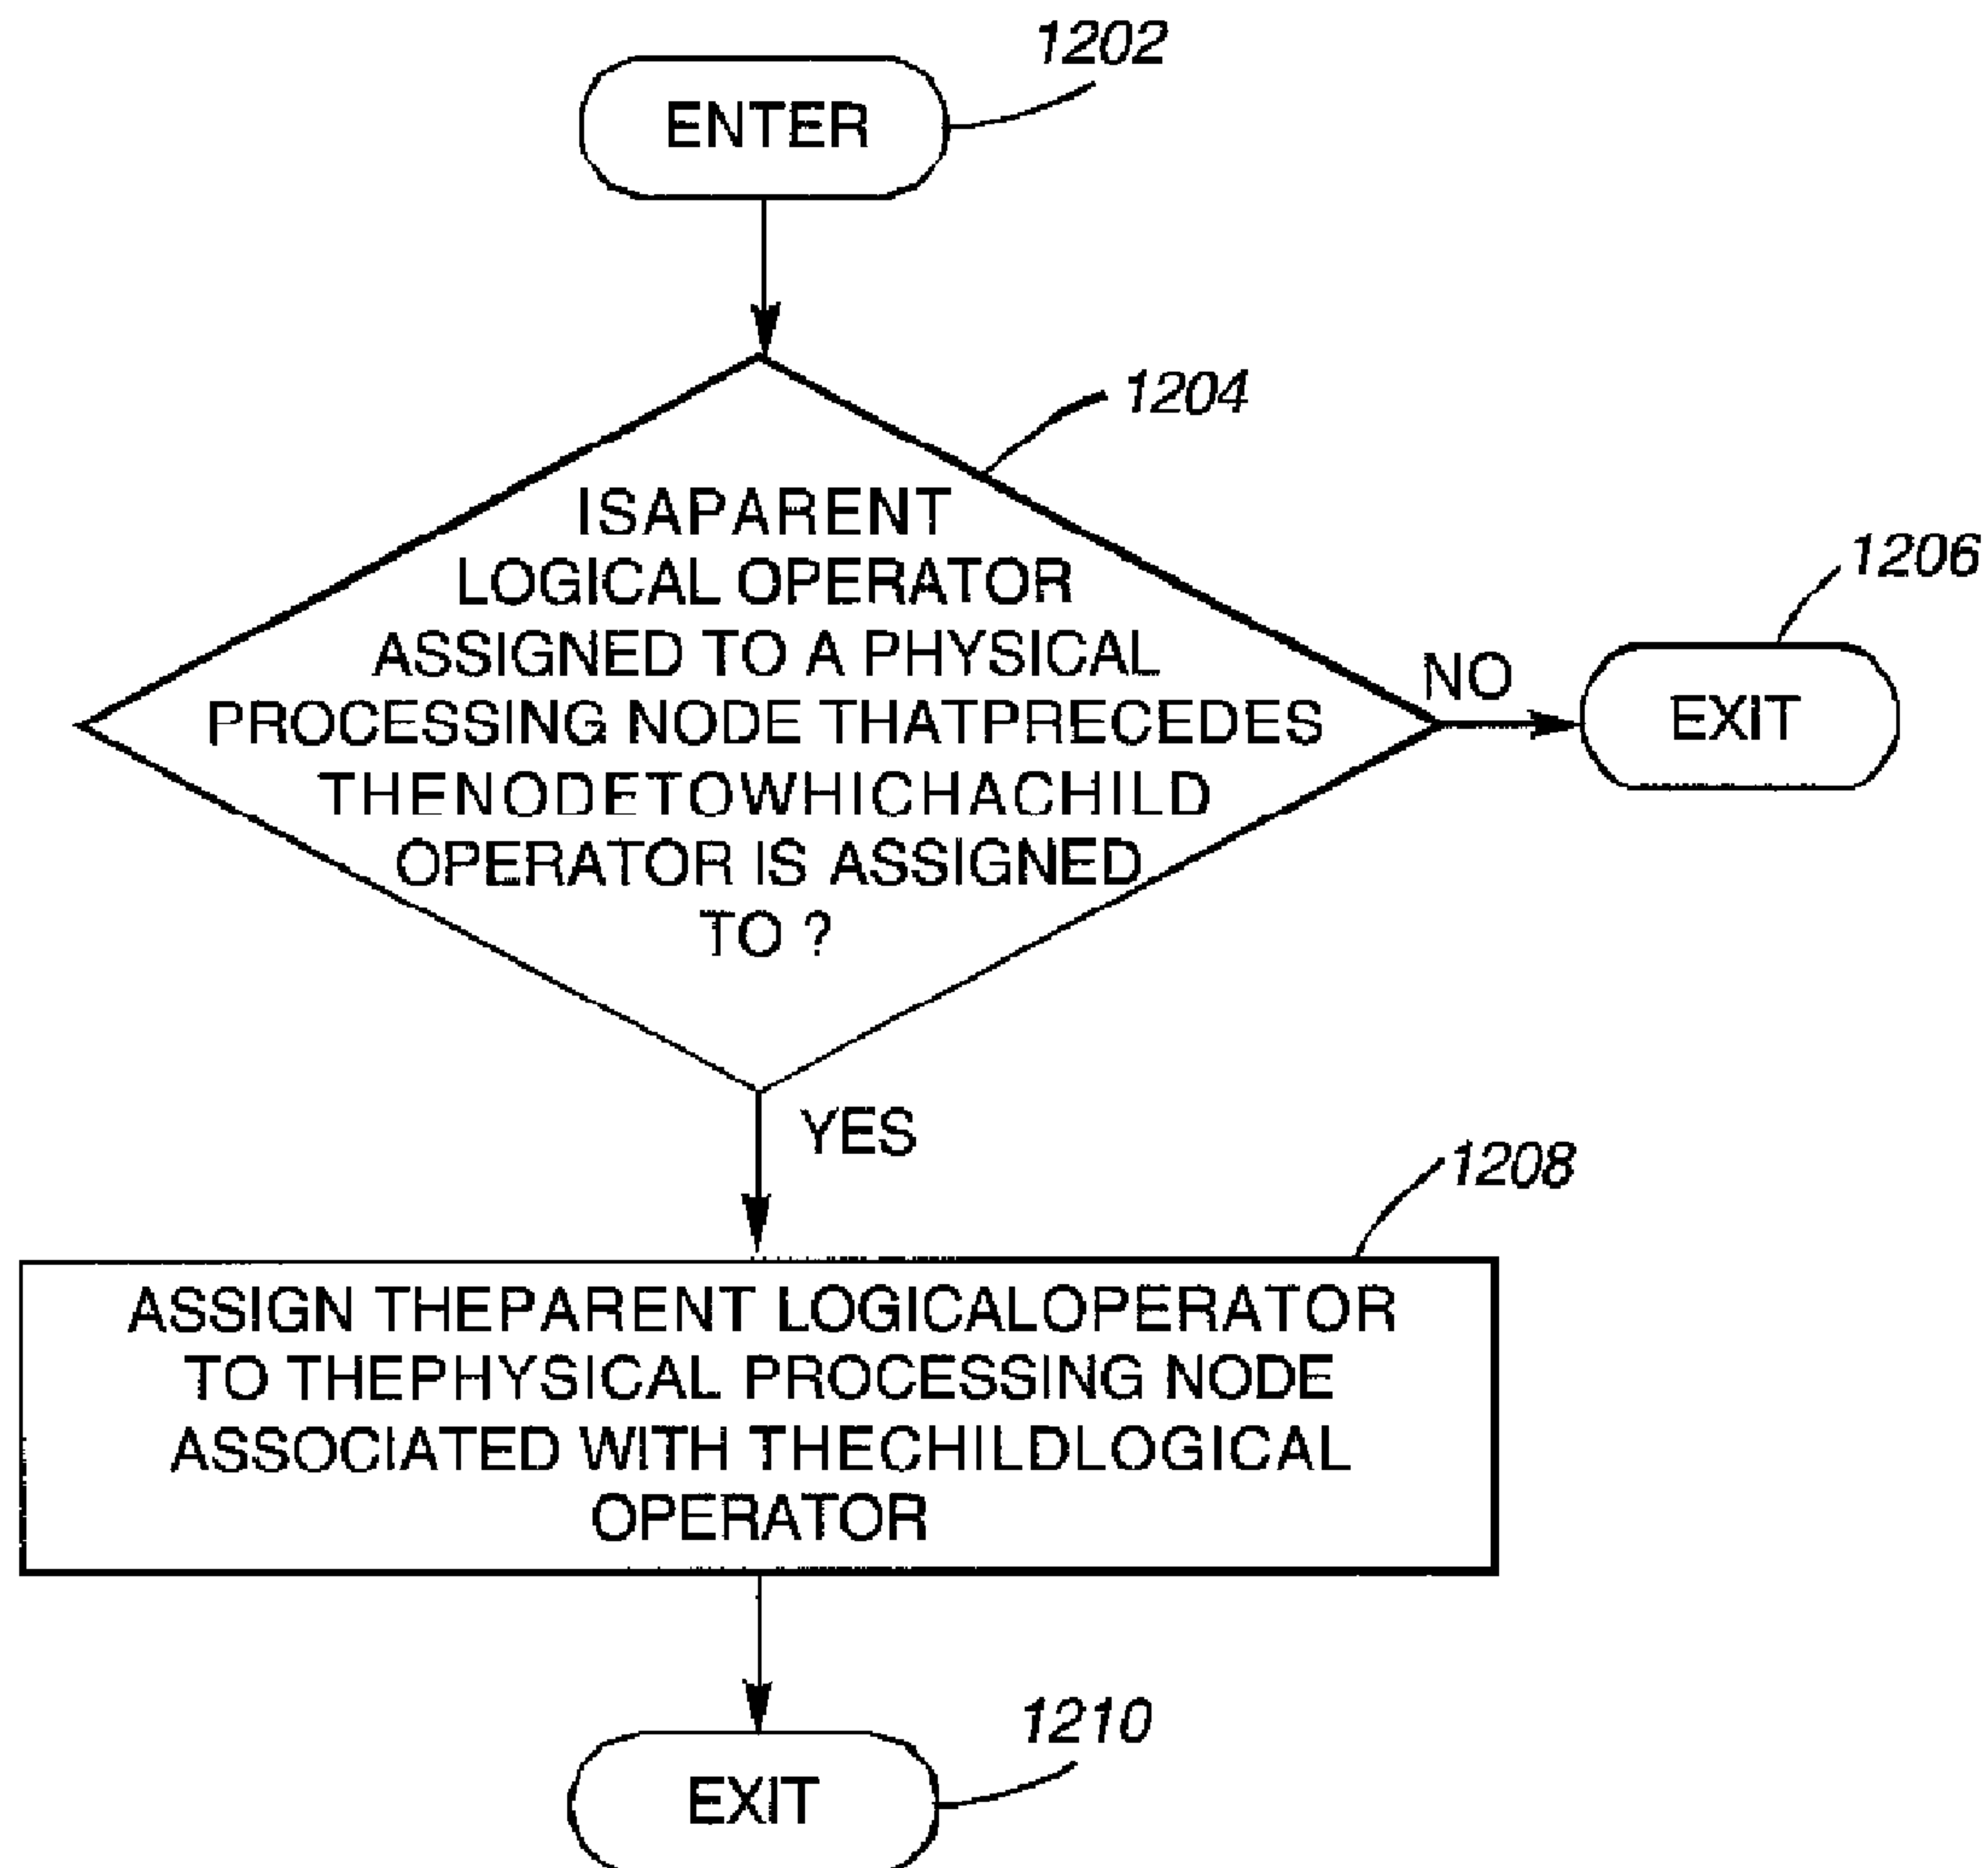 1202
ENTER
1204
ISAPARENT
LOGICAL OPERATOR
ASSIGNED TO A PHYSICAL
PROCESSING NODE THATPRECEDES
THENODETOWHICHACHILD
OPERATOR IS ASSIGNED
TO ?
NO
1206
EXIT
YES
1208
ASSIGN THEPARENT LOGICALOPERATOR
TO THEPHYSICAL PROCESSING NODE
ASSOCIATED WITH THECHILDLOGICAL
OPERATOR
1210
EXIT